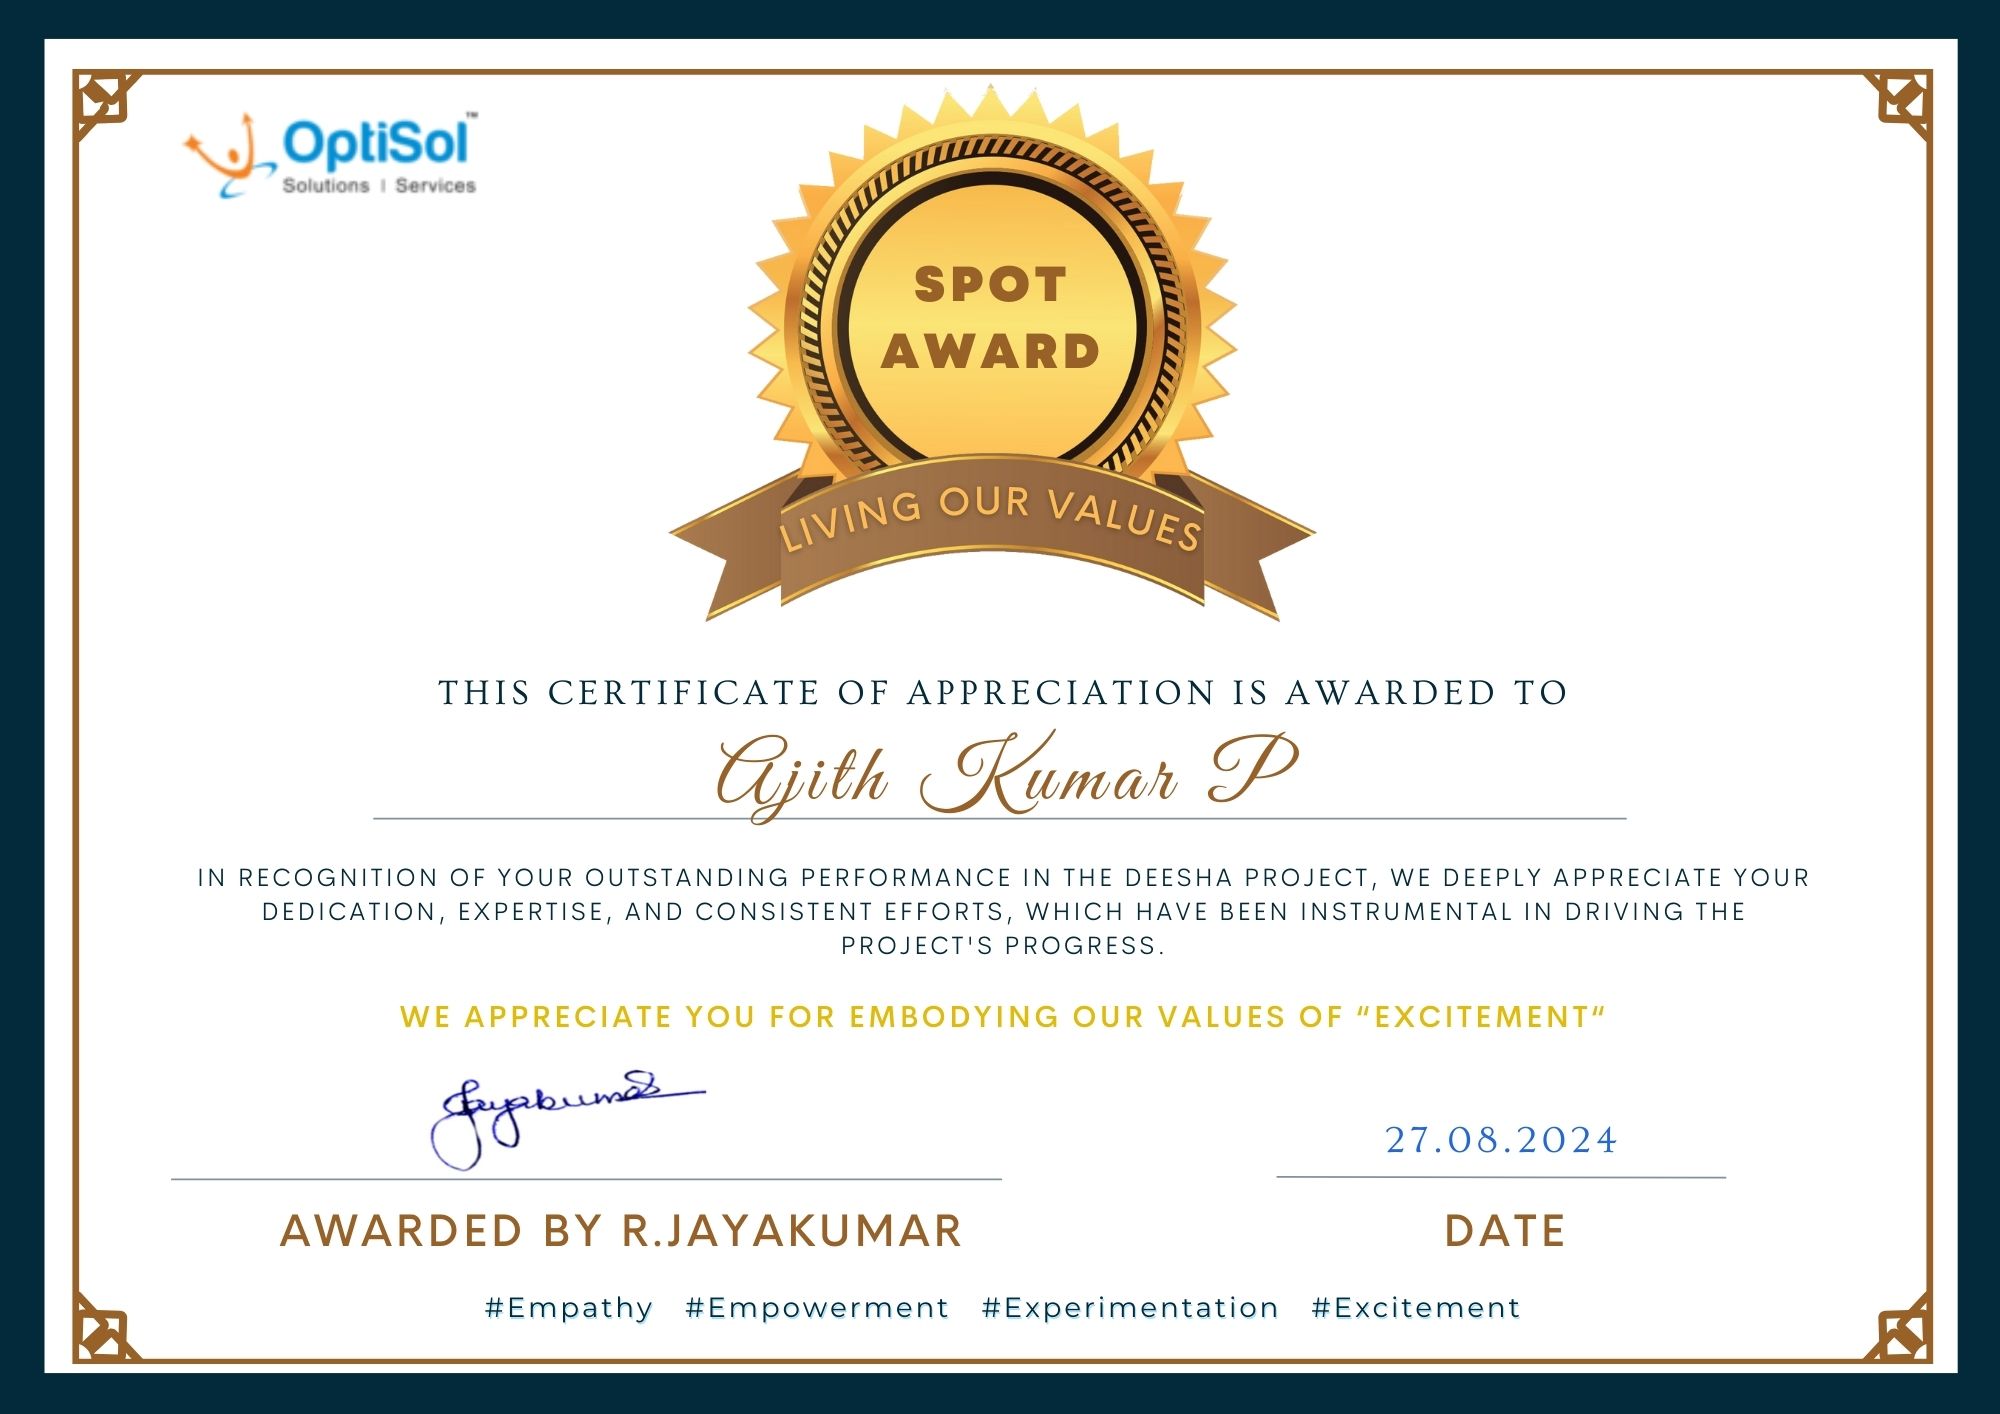 OptiSol™
Solutions | Services
SPOT
AWARD
LIVING OUR VALUES
THIS CERTIFICATE OF APPRECIATION IS AWARDED TO
Ajith Kumar P
IN RECOGNITION OF YOUR OUTSTANDING PERFORMANCE IN THE DEESHA PROJECT, WE DEEPLY APPRECIATE YOUR
DEDICATION, EXPERTISE, AND CONSISTENT EFFORTS, WHICH HAVE BEEN INSTRUMENTAL IN DRIVING THE
PROJECT'S PROGRESS.
WE APPRECIATE YOU FOR EMBODYING OUR VALUES OF “EXCITEMENT“
Jayakumar
27.08.2024
AWARDED BY R.JAYAKUMAR
DATE
#Empathy #Empowerment #Experimentation #Excitement